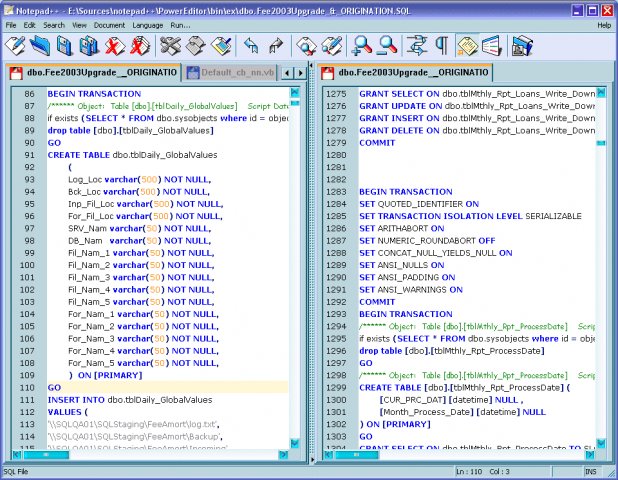 Notepad++ - E:\Sources\notepad++\PowerEditor\bin\ex\dbo.Fee2003Upgrade_&_ORIGINATION.SQL
File Edit Search View Document Language Run... Help
dbo.Fee2003Upgrade__ORIGINATIO Default_cb_nn.vb
86 BEGIN TRANSACTION
87 /****** Object: Table [dbo].[tblDaily_GlobalValues] Script Date
88 if exists (SELECT * FROM dbo.sysobjects where id = objec
89 drop table [dbo].[tblDaily_GlobalValues]
90 GO
91 CREATE TABLE dbo.tblDaily_GlobalValues
92 (
93 Log_Loc varchar(500) NOT NULL,
94 Bck_Loc varchar(500) NOT NULL,
95 Inp_Fil_Loc varchar(500) NOT NULL,
96 For_Fil_Loc varchar(500) NOT NULL,
97 SRV_Nam varchar(50) NOT NULL,
98 DB_Nam varchar(50) NOT NULL,
99 Fil_Nam_1 varchar(50) NOT NULL,
100 Fil_Nam_2 varchar(50) NOT NULL,
101 Fil_Nam_3 varchar(50) NOT NULL,
102 Fil_Nam_4 varchar(50) NOT NULL,
103 Fil_Nam_5 varchar(50) NOT NULL,
104 For_Nam_1 varchar(50) NOT NULL,
105 For_Nam_2 varchar(50) NOT NULL,
106 For_Nam_3 varchar(50) NOT NULL,
107 For_Nam_4 varchar(50) NOT NULL,
108 For_Nam_5 varchar(50) NOT NULL,
109 ) ON [PRIMARY]
110 GO
111 INSERT INTO dbo.tblDaily_GlobalValues
112 VALUES (
113 '\\SQLQA01\SQLStaging\FeeAmort\log.txt',
114 '\\SQLQA01\SQLStaging\FeeAmort\Backup',
115 '\\SQLQA01\SQLStaging\FeeAmort\Incoming'
dbo.Fee2003Upgrade__ORIGINATIO
1275 GRANT SELECT ON dbo.tblMthly_Rpt_Loans_Write_Down
1276 GRANT UPDATE ON dbo.tblMthly_Rpt_Loans_Write_Down
1277 GRANT INSERT ON dbo.tblMthly_Rpt_Loans_Write_Down
1278 GRANT DELETE ON dbo.tblMthly_Rpt_Loans_Write_Down
1279 COMMIT
1280
1281
1282
1283 BEGIN TRANSACTION
1284 SET QUOTED_IDENTIFIER ON
1285 SET TRANSACTION ISOLATION LEVEL SERIALIZABLE
1286 SET ARITHABORT ON
1287 SET NUMERIC_ROUNDABORT OFF
1288 SET CONCAT_NULL_YIELDS_NULL ON
1289 SET ANSI_NULLS ON
1290 SET ANSI_PADDING ON
1291 SET ANSI_WARNINGS ON
1292 COMMIT
1293 BEGIN TRANSACTION
1294 /****** Object: Table [dbo].[tblMthly_Rpt_ProcessDate] Scrip
1295 if exists (SELECT * FROM dbo.sysobjects where id = obje
1296 drop table [dbo].[tblMthly_Rpt_ProcessDate]
1297 GO
1298 /****** Object: Table [dbo].[tblMthly_Rpt_ProcessDate] Scrip
1299 CREATE TABLE [dbo].[tblMthly_Rpt_ProcessDate] (
1300 [CUR_PRC_DAT] [datetime] NULL ,
1301 [Month_Process_Date] [datetime] NULL
1302 ) ON [PRIMARY]
1303 GO
1304 GRANT SELECT ON dbo.tblMthly_Rpt_ProcessDate TO SL
SQL File Ln : 110 Col : 3 INS